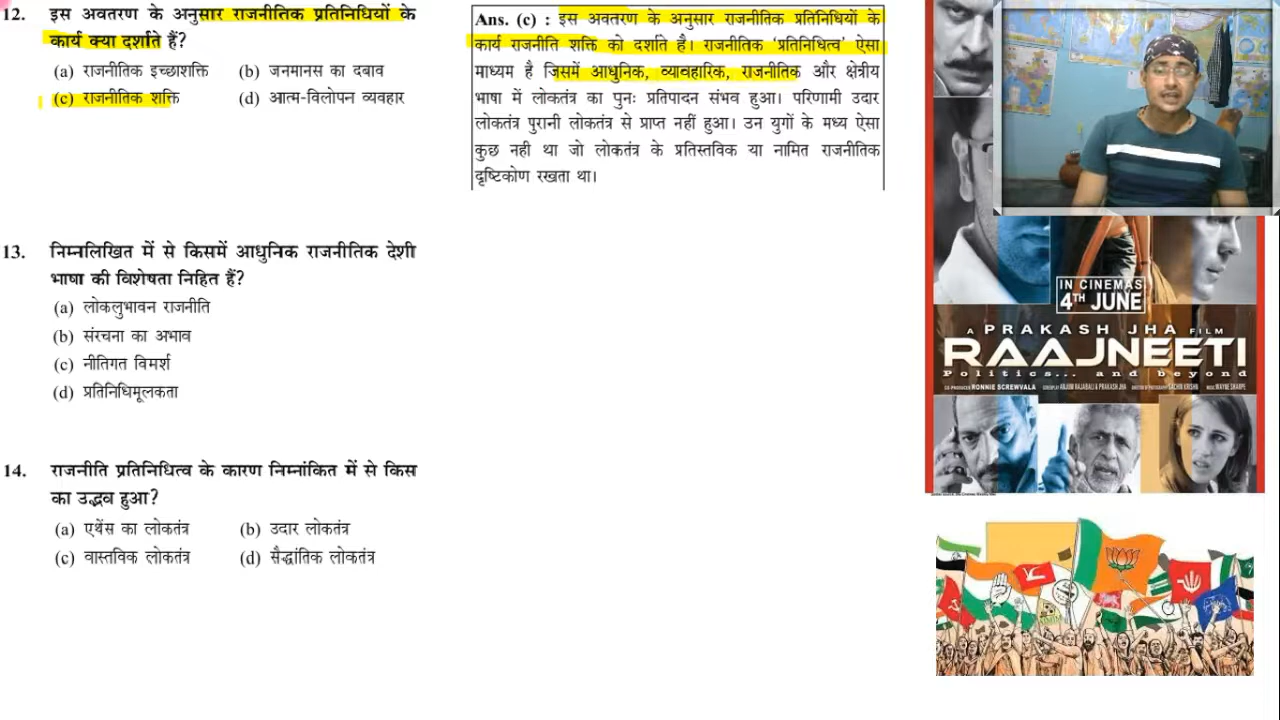 12. इस अवतरण के अनुसार राजनीतिक प्रतिनिधियों के
कार्य क्या दर्शाते हैं?
(a) राजनीतिक इच्छाशक्ति (b) जनमानस का दबाव
(c) राजनीतिक शक्ति (d) आत्म-विलोपन व्यवहार
Ans. (c) : इस अवतरण के अनुसार राजनीतिक प्रतिनिधियों के
कार्य राजनीति शक्ति को दर्शाते है। राजनीतिक ‘प्रतिनिधित्व’ ऐसा
माध्यम है जिसमें आधुनिक, व्यावहारिक, राजनीतिक और क्षेत्रीय
भाषा में लोकतंत्र का पुनः प्रतिपादन संभव हुआ। परिणामी उदार
लोकतंत्र पुरानी लोकतंत्र से प्राप्त नहीं हुआ। उन युगों के मध्य ऐसा
कुछ नही था जो लोकतंत्र के प्रतिस्तविक या नामित राजनीतिक
दृष्टिकोण रखता था।
13. निम्नलिखित में से किसमें आधुनिक राजनीतिक देशी
भाषा की विशेषता निहित हैं?
(a) लोकलुभावन राजनीति
(b) संरचना का अभाव
(c) नीतिगत विमर्श
(d) प्रतिनिधिमूलकता
14. राजनीति प्रतिनिधित्व के कारण निम्नांकित में से किस
का उद्भव हुआ?
(a) एथेंस का लोकतंत्र (b) उदार लोकतंत्र
(c) वास्तविक लोकतंत्र (d) सैद्धांतिक लोकतंत्र
IN CINEMAS
4TH JUNE
A PRAKASH JHA FILM
RAAJNEETI
Politics... and beyond
RONNIE SCREWVALA